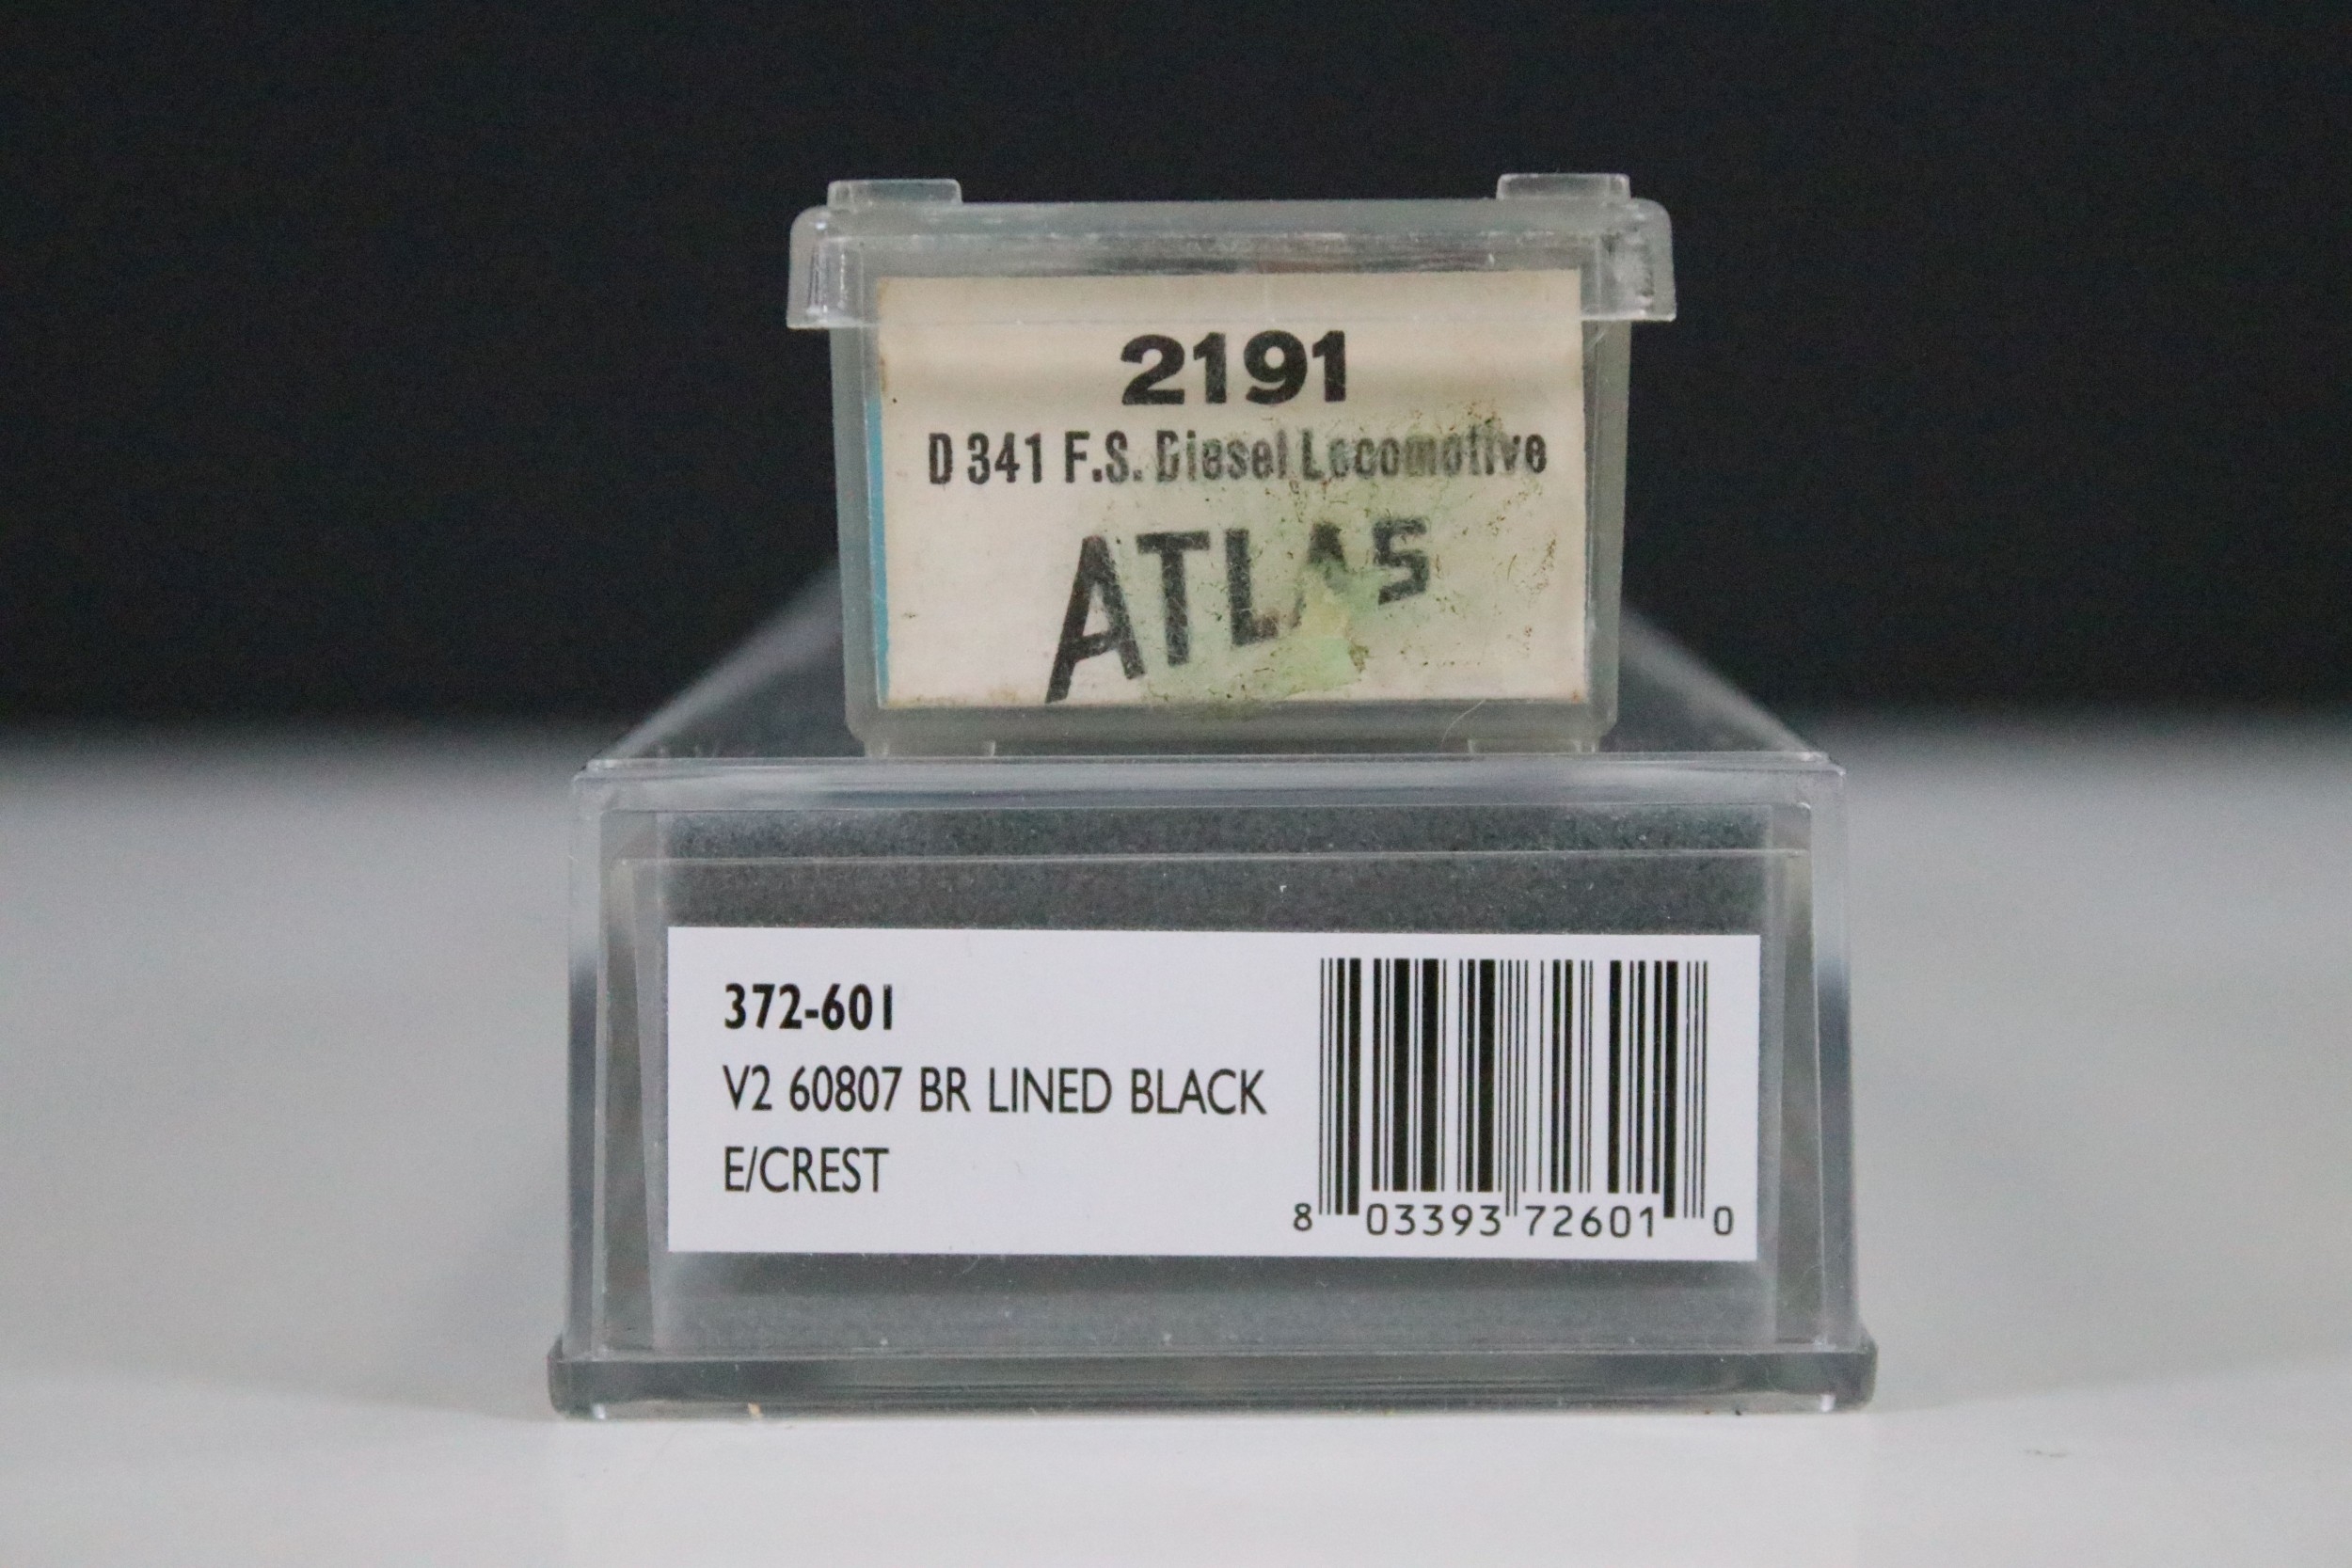 2191
D 341 F.S. Diesel Locomotive
ATLAS
372-601
V2 60807 BR LINED BLACK
E/CREST
8 03393 72601 0